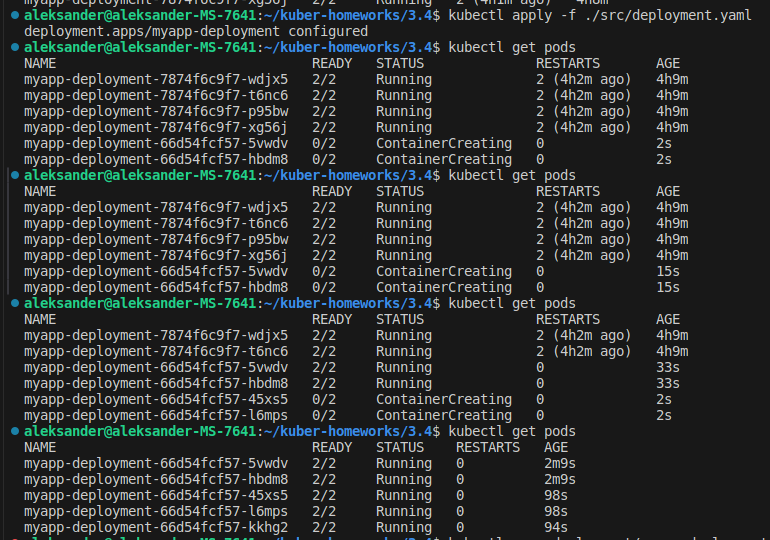 myapp-deployment-7874f6c9f7-xg56j 2/2 Running 2 (4h1m ago) 4h8m
aleksander@aleksander-MS-7641:~/kuber-homeworks/3.4$ kubectl apply -f ./src/deployment.yaml
deployment.apps/myapp-deployment configured
aleksander@aleksander-MS-7641:~/kuber-homeworks/3.4$ kubectl get pods
NAME READY STATUS RESTARTS AGE
myapp-deployment-7874f6c9f7-wdjx5 2/2 Running 2 (4h2m ago) 4h9m
myapp-deployment-7874f6c9f7-t6nc6 2/2 Running 2 (4h2m ago) 4h9m
myapp-deployment-7874f6c9f7-p95bw 2/2 Running 2 (4h2m ago) 4h9m
myapp-deployment-7874f6c9f7-xg56j 2/2 Running 2 (4h2m ago) 4h9m
myapp-deployment-66d54fcf57-5vwdv 0/2 ContainerCreating 0 2s
myapp-deployment-66d54fcf57-hbdm8 0/2 ContainerCreating 0 2s
aleksander@aleksander-MS-7641:~/kuber-homeworks/3.4$ kubectl get pods
NAME READY STATUS RESTARTS AGE
myapp-deployment-7874f6c9f7-wdjx5 2/2 Running 2 (4h2m ago) 4h9m
myapp-deployment-7874f6c9f7-t6nc6 2/2 Running 2 (4h2m ago) 4h9m
myapp-deployment-7874f6c9f7-p95bw 2/2 Running 2 (4h2m ago) 4h9m
myapp-deployment-7874f6c9f7-xg56j 2/2 Running 2 (4h2m ago) 4h9m
myapp-deployment-66d54fcf57-5vwdv 0/2 ContainerCreating 0 15s
myapp-deployment-66d54fcf57-hbdm8 0/2 ContainerCreating 0 15s
aleksander@aleksander-MS-7641:~/kuber-homeworks/3.4$ kubectl get pods
NAME READY STATUS RESTARTS AGE
myapp-deployment-7874f6c9f7-wdjx5 2/2 Running 2 (4h2m ago) 4h9m
myapp-deployment-7874f6c9f7-t6nc6 2/2 Running 2 (4h2m ago) 4h9m
myapp-deployment-66d54fcf57-5vwdv 2/2 Running 0 33s
myapp-deployment-66d54fcf57-hbdm8 2/2 Running 0 33s
myapp-deployment-66d54fcf57-45xs5 0/2 ContainerCreating 0 2s
myapp-deployment-66d54fcf57-l6mps 0/2 ContainerCreating 0 2s
aleksander@aleksander-MS-7641:~/kuber-homeworks/3.4$ kubectl get pods
NAME READY STATUS RESTARTS AGE
myapp-deployment-66d54fcf57-5vwdv 2/2 Running 0 2m9s
myapp-deployment-66d54fcf57-hbdm8 2/2 Running 0 2m9s
myapp-deployment-66d54fcf57-45xs5 2/2 Running 0 98s
myapp-deployment-66d54fcf57-l6mps 2/2 Running 0 98s
myapp-deployment-66d54fcf57-kkhg2 2/2 Running 0 94s